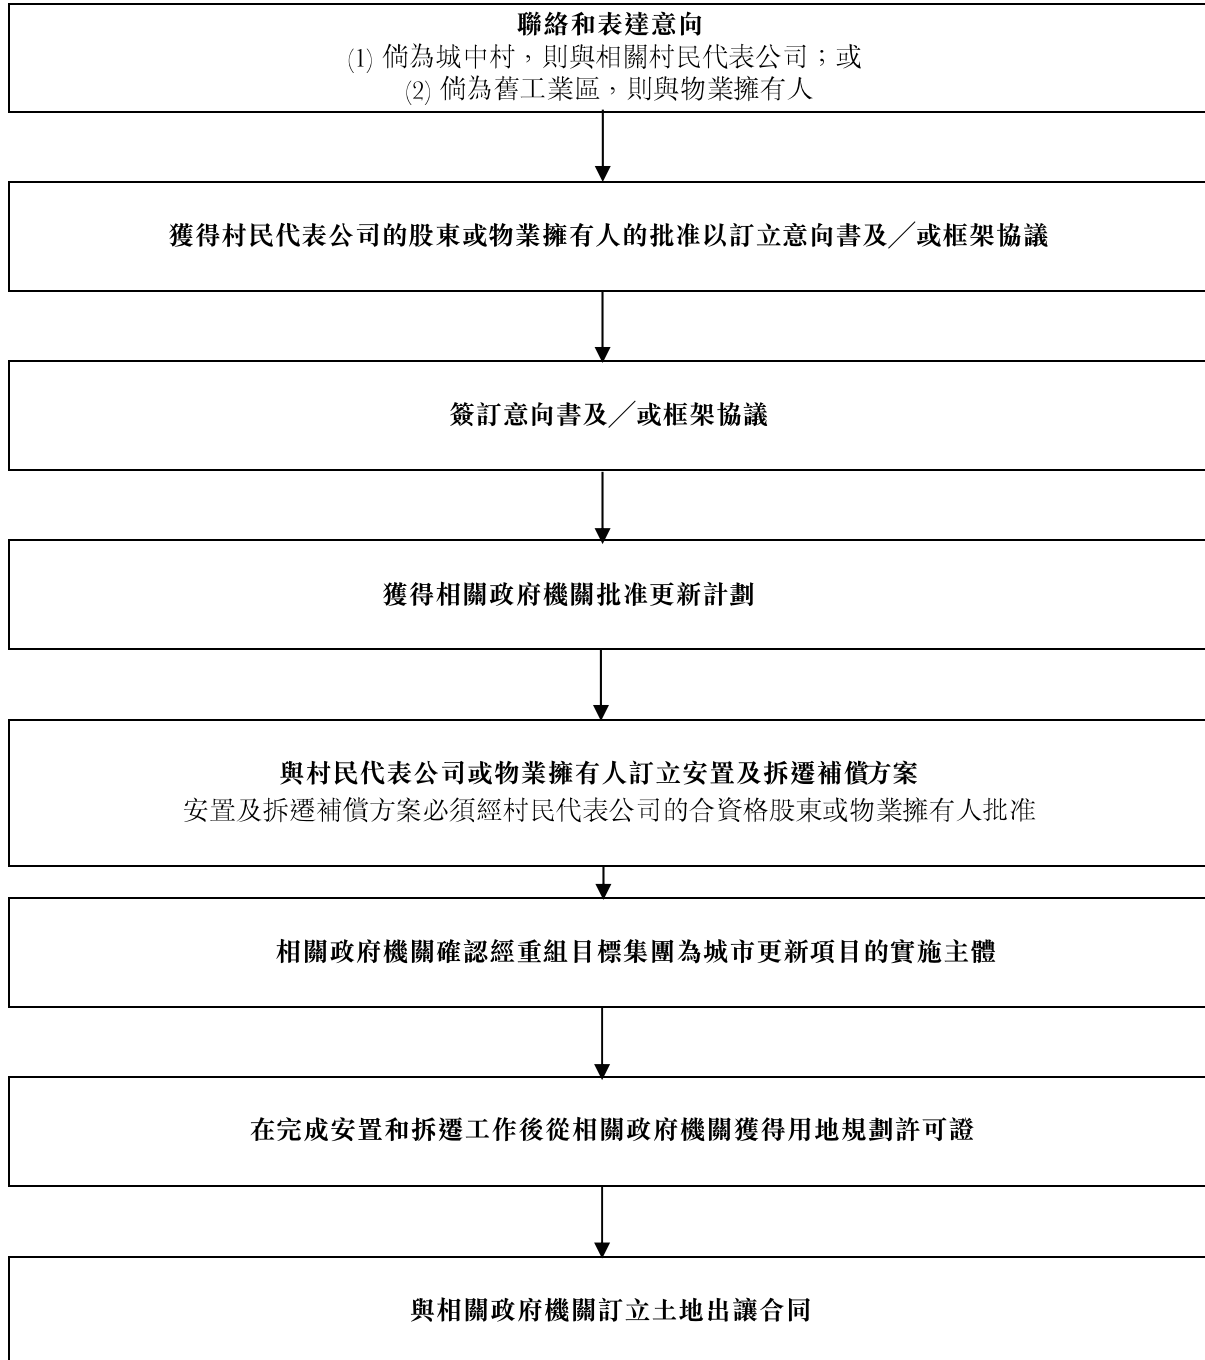 聯絡和表達意向
(1) 倘為城中村，則與相關村民代表公司；或
(2) 倘為舊工業區，則與物業擁有人
獲得村民代表公司的股東或物業擁有人的批准以訂立意向書及╱或框架協議
簽訂意向書及╱或框架協議
獲得相關政府機關批准更新計劃
與村民代表公司或物業擁有人訂立安置及拆遷補償方案
安置及拆遷補償方案必須經村民代表公司的合資格股東或物業擁有人批准
相關政府機關確認經重組目標集團為城市更新項目的實施主體
在完成安置和拆遷工作後從相關政府機關獲得用地規劃許可證
與相關政府機關訂立土地出讓合同